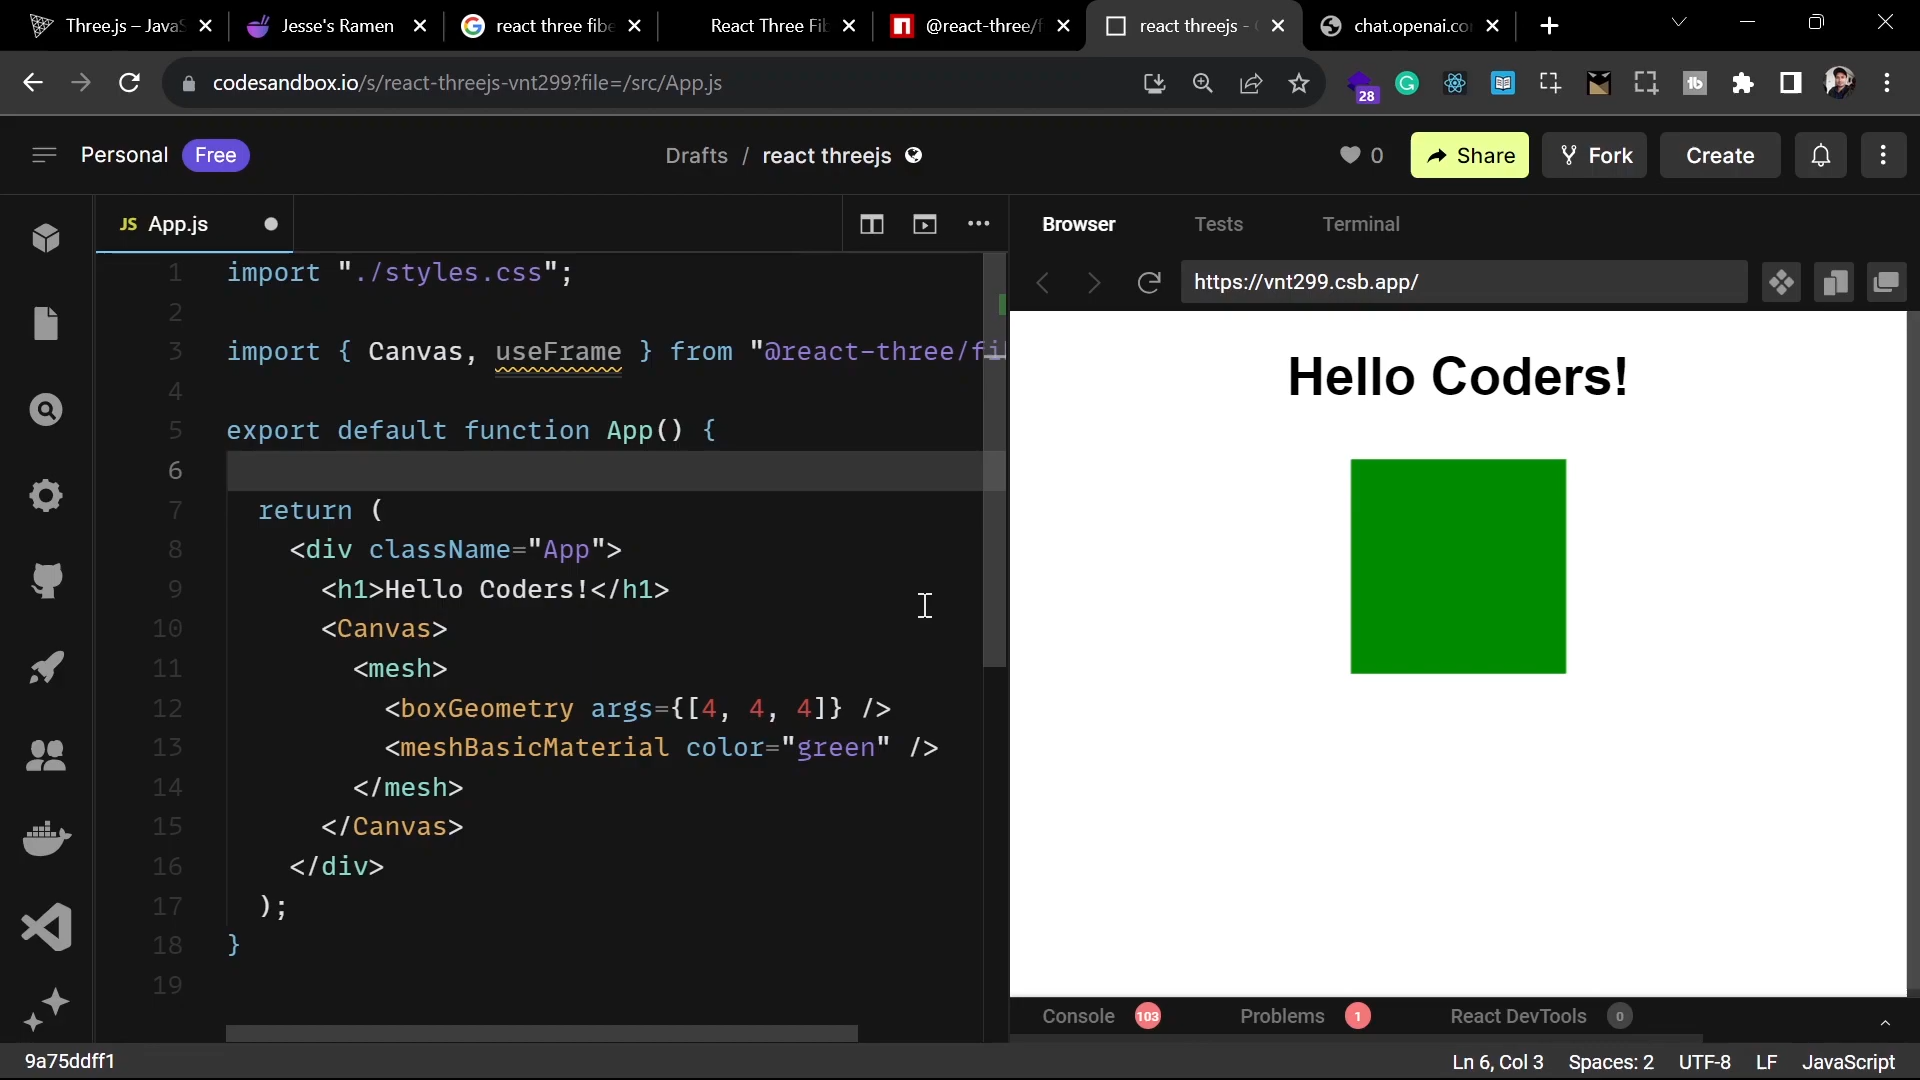 Three.js – JavaS
Jesse's Ramen
react three fibe
React Three Fib
@react-three/f
react threejs -
chat.openai.co
codesandbox.io/s/react-threejs-vnt299?file=/src/App.js
28
Personal
Free
Drafts / react threejs
0
Share
Fork
Create
JS App.js
Browser
Tests
Terminal
https://vnt299.csb.app/
1 import "./styles.css";
2
3 import { Canvas, useFrame } from "@react-three/fi
4
5 export default function App() {
6
7 return (
8 <div className="App">
9 <h1>Hello Coders!</h1>
10 <Canvas>
11 <mesh>
12 <boxGeometry args={[4, 4, 4]} />
13 <meshBasicMaterial color="green" />
14 </mesh>
15 </Canvas>
16 </div>
17 );
18 }
19
Hello Coders!
Console 103
Problems 1
React DevTools 0
9a75ddff1
Ln 6, Col 3
Spaces: 2
UTF-8
LF
JavaScript